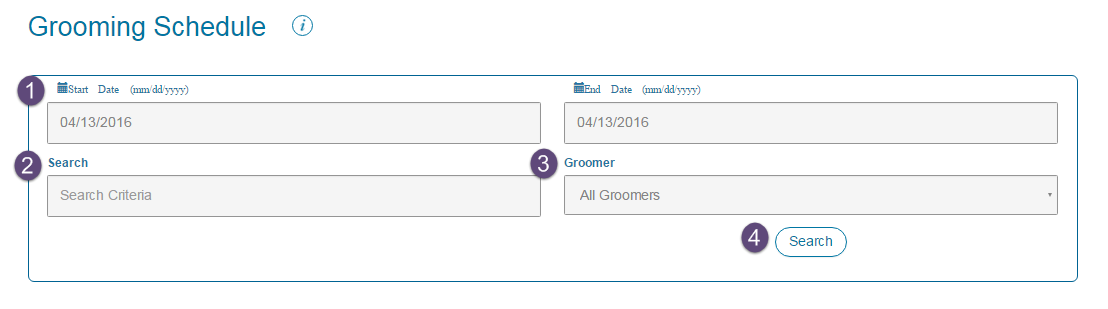 Grooming Schedule i
1 Start Date (mm/dd/yyyy) End Date (mm/dd/yyyy)
04/13/2016 04/13/2016
2 Search 3 Groomer
Search Criteria All Groomers
4 Search